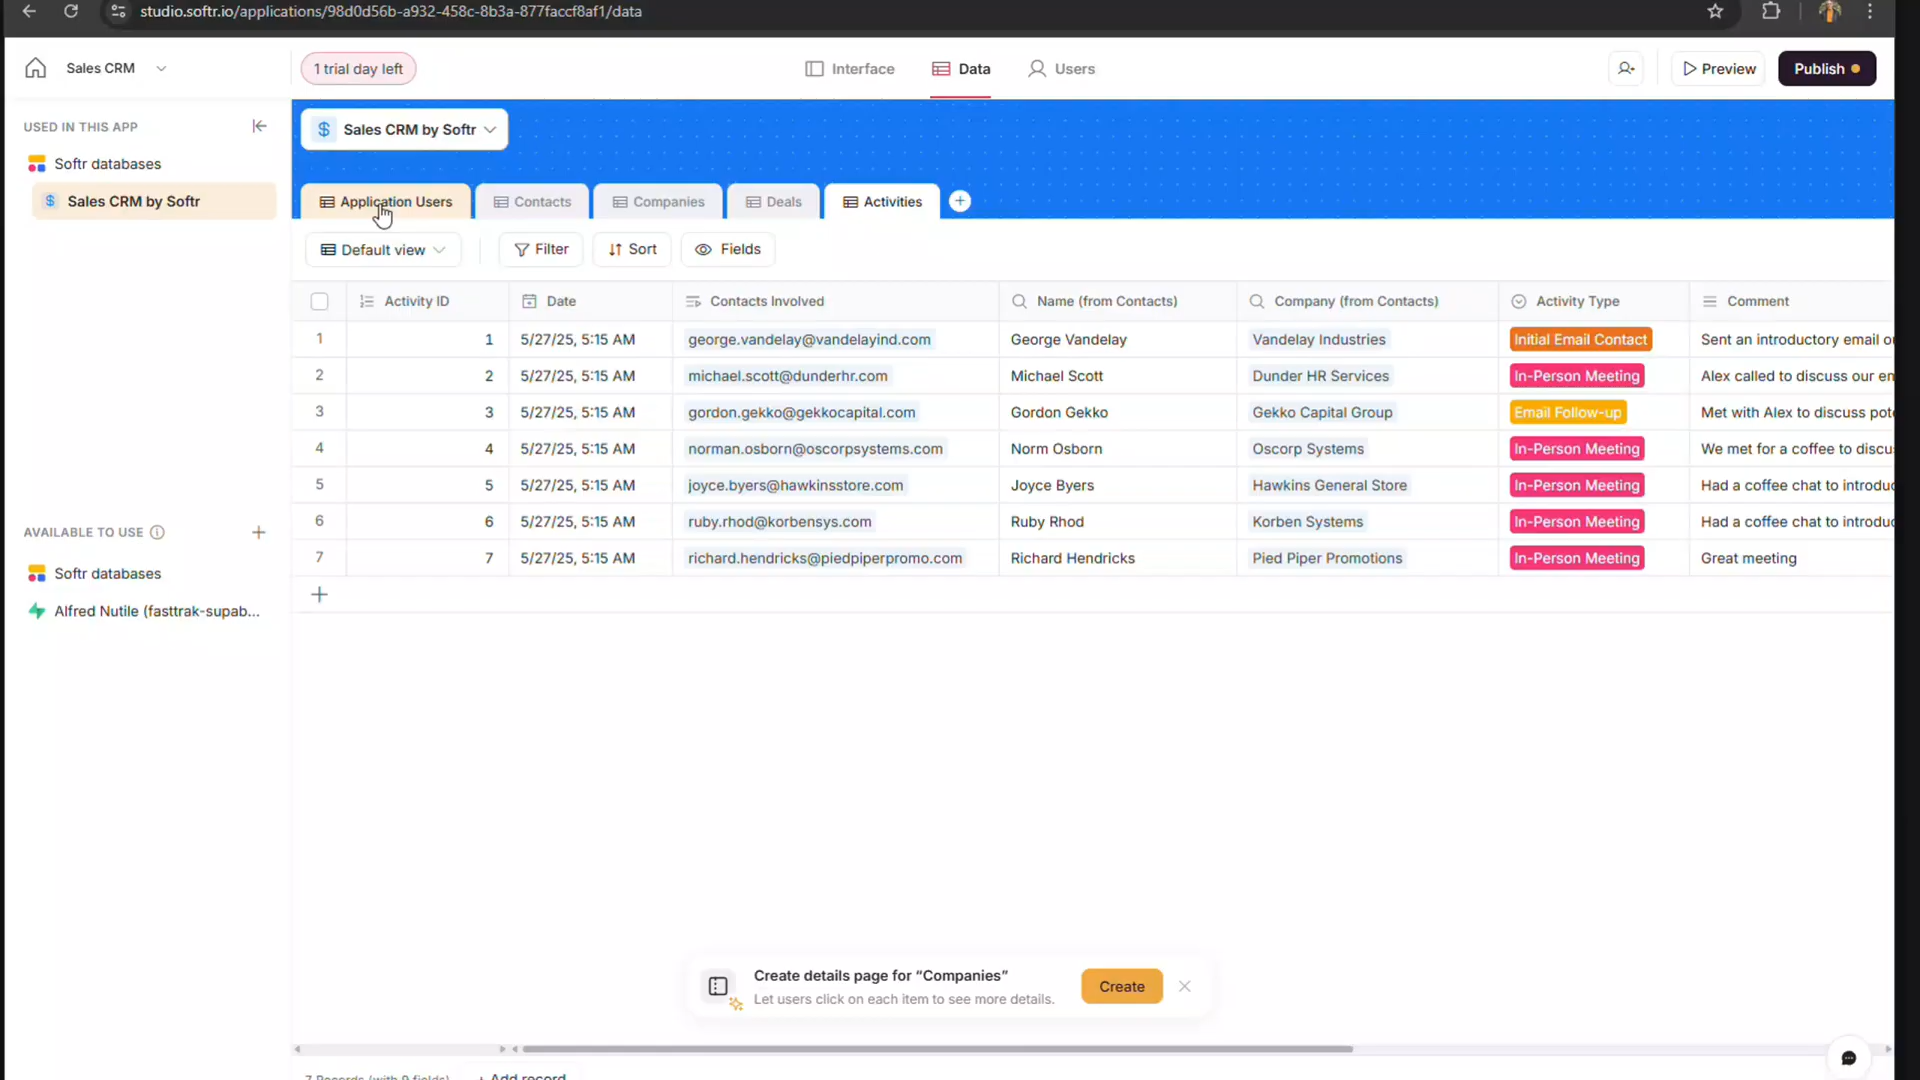 studio.softr.io/applications/98d0d56b-a932-458c-8b3a-877faccf8af1/data
Sales CRM
1 trial day left
Interface
Data
Users
Preview
Publish
USED IN THIS APP
Softr databases
$ Sales CRM by Softr
AVAILABLE TO USE
Softr databases
Alfred Nutile (fasttrak-supab...
$ Sales CRM by Softr
Application Users
Contacts
Companies
Deals
Activities
Default view
Filter
Sort
Fields
Activity ID Date Contacts Involved Name (from Contacts) Company (from Contacts) Activity Type Comment
1 1 5/27/25, 5:15 AM george.vandelay@vandelayind.com George Vandelay Vandelay Industries Initial Email Contact Sent an introductory email
2 2 5/27/25, 5:15 AM michael.scott@dunderhr.com Michael Scott Dunder HR Services In-Person Meeting Alex called to discuss our
3 3 5/27/25, 5:15 AM gordon.gekko@gekkocapital.com Gordon Gekko Gekko Capital Group Email Follow-up Met with Alex to discuss
4 4 5/27/25, 5:15 AM norman.osborn@oscorpsystems.com Norm Osborn Oscorp Systems In-Person Meeting We met for a coffee to
5 5 5/27/25, 5:15 AM joyce.byers@hawkinsstore.com Joyce Byers Hawkins General Store In-Person Meeting Had a coffee chat to
6 6 5/27/25, 5:15 AM ruby.rhod@korbensys.com Ruby Rhod Korben Systems In-Person Meeting Had a coffee chat to
7 7 5/27/25, 5:15 AM richard.hendricks@piedpiperpromo.com Richard Hendricks Pied Piper Promotions In-Person Meeting Great meeting
Create details page for “Companies”
Let users click on each item to see more details.
Create
7 Records (with 9 fields)
+ Add record